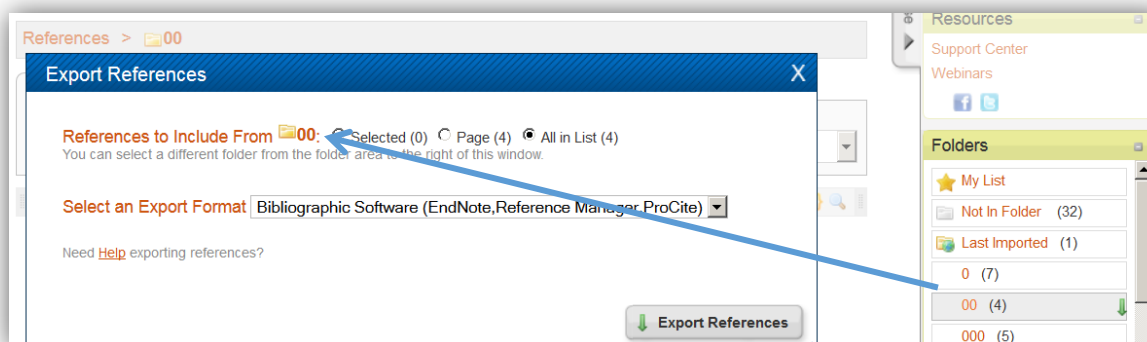 References > 00
Export References X
References to Include From 00: Selected (0) Page (4) All in List (4)
You can select a different folder from the folder area to the right of this window.
Select an Export Format Bibliographic Software (EndNote,Reference Manager,ProCite)
Need Help exporting references?
Export References
Resources
Support Center
Webinars
Folders
My List
Not In Folder (32)
Last Imported (1)
0 (7)
00 (4)
000 (5)